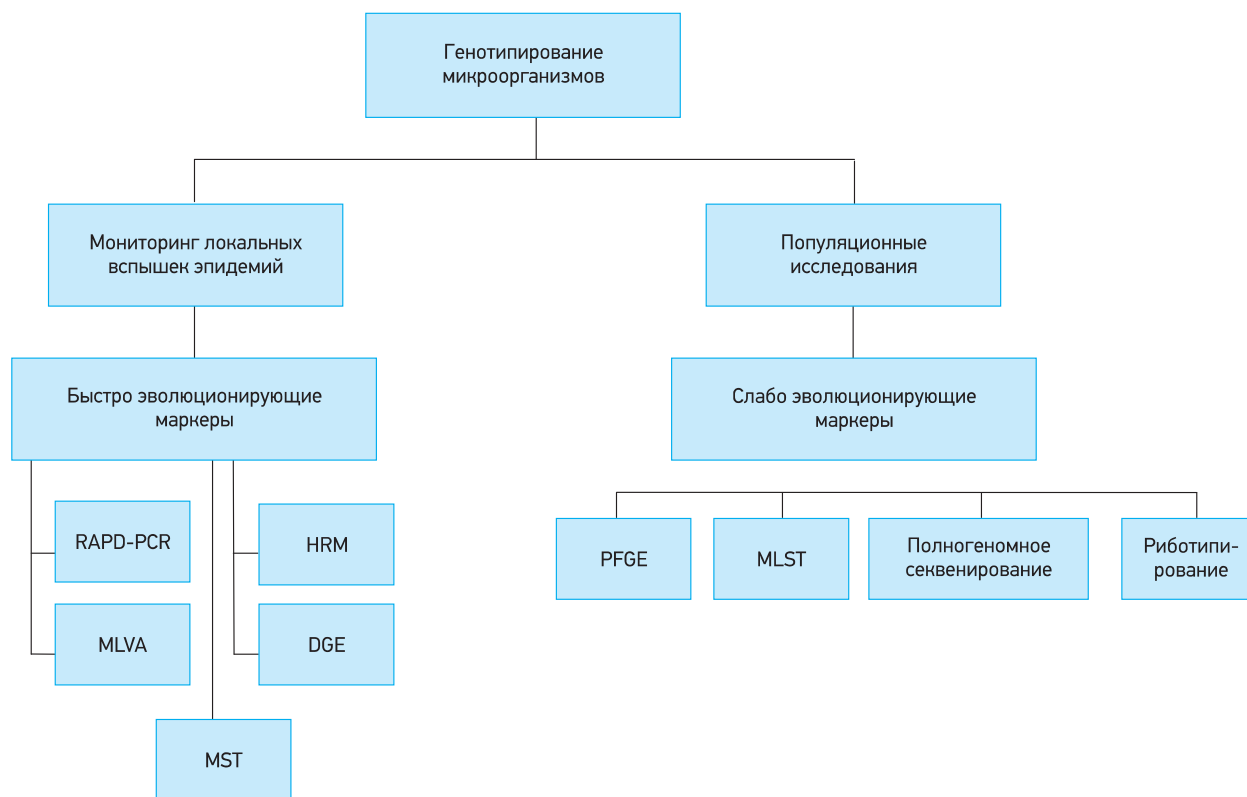 Генотипирование
микроорганизмов
Мониторинг локальных
вспышек эпидемий
Популяционные
исследования
Быстро эволюционирующие
маркеры
Слабо эволюционирующие
маркеры
RAPD-PCR
HRM
MLVA
DGE
MST
PFGE
MLST
Полногеномное
секвенирование
Риботипи-
рование